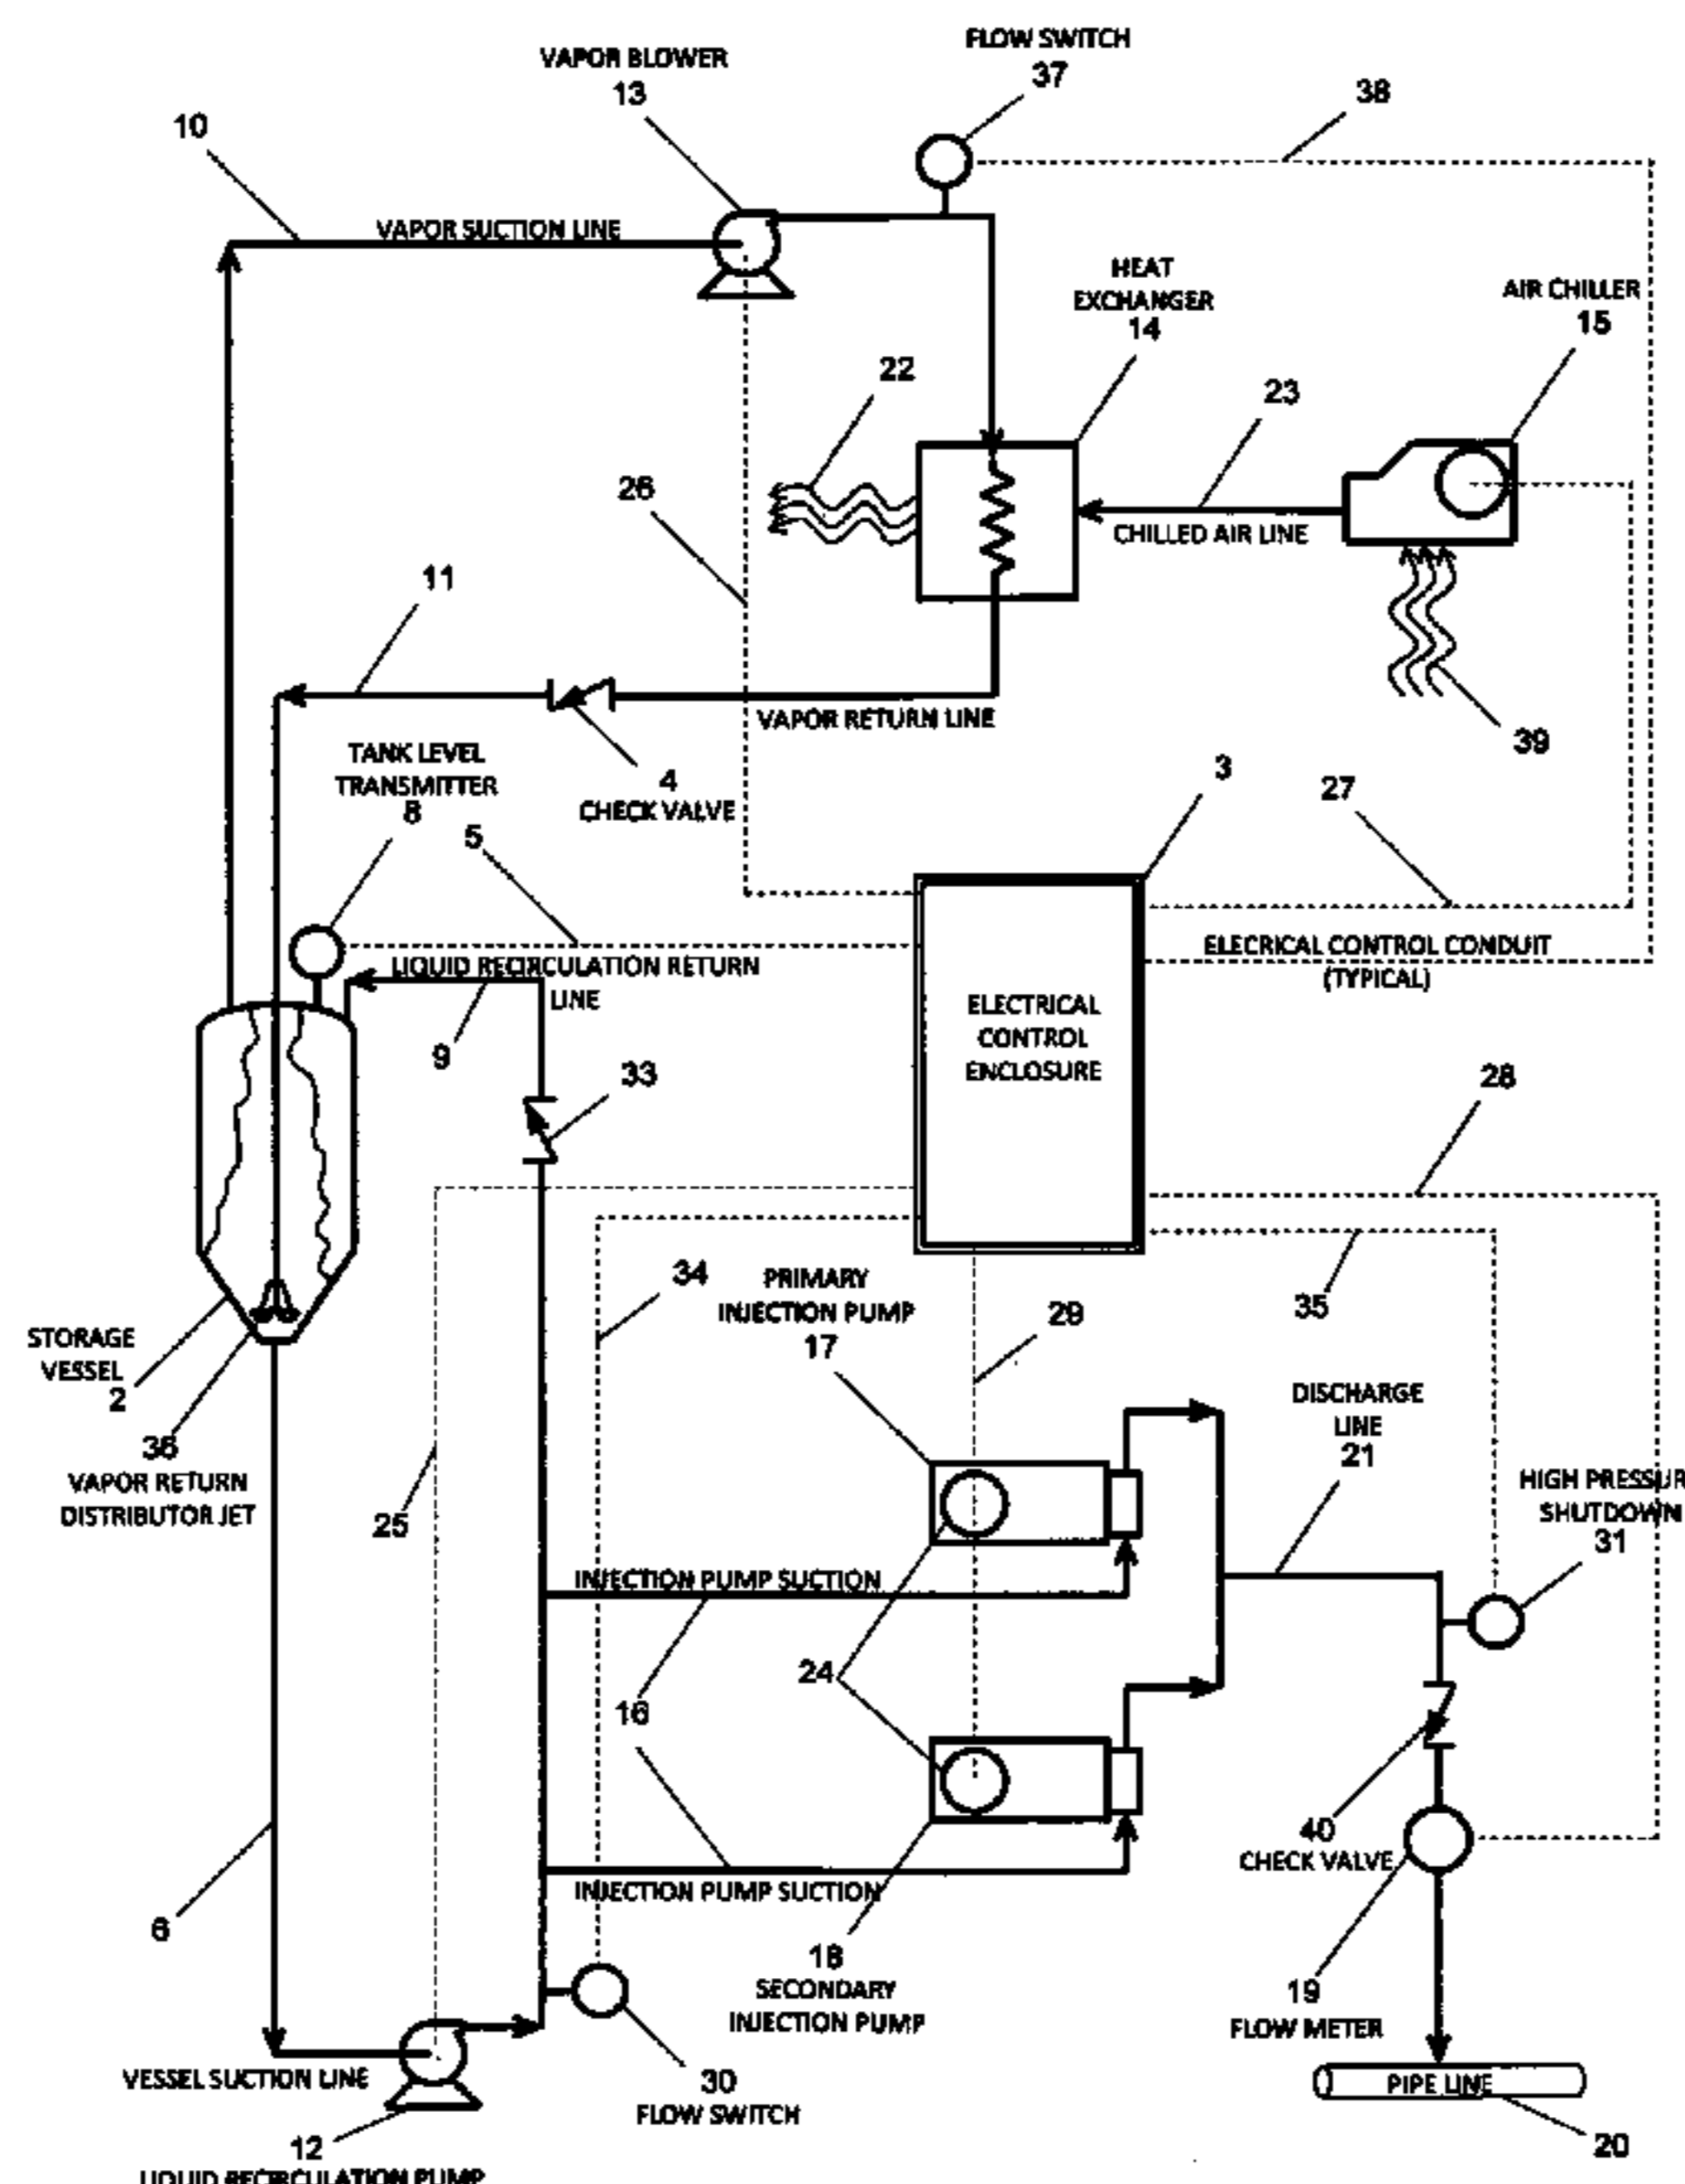 FLOW SWITCH
37
VAPOR BLOWER
13
38
10
VAPOR SUCTION LINE
HEAT
EXCHANGER
14
AIR CHILLER
15
22
23
26
CHILLED AIR LINE
11
VAPOR RETURN LINE
39
TANK LEVEL
TRANSMITTER
8
4
CHECK VALVE
3
27
5
ELECRICAL CONTROL CONDUIT
(TYPICAL)
LIQUID RECIRCULATION RETURN
LINE
ELECTRICAL
CONTROL
ENCLOSURE
9
33
28
34
PRIMARY
INJECTION PUMP
17
29
35
STORAGE
VESSEL
2
DISCHARGE
LINE
21
36
VAPOR RETURN
DISTRIBUTOR JET
25
HIGH PRESSUR
SHUTDOWN
31
INJECTION PUMP SUCTION
24
16
40
CHECK VALVE
INJECTION PUMP SUCTION
6
18
SECONDARY
INJECTION PUMP
19
FLOW METER
VESSEL SUCTION LINE
30
FLOW SWITCH
PIPE LINE
20
12
LIQUID RECIRCULATION PUMP